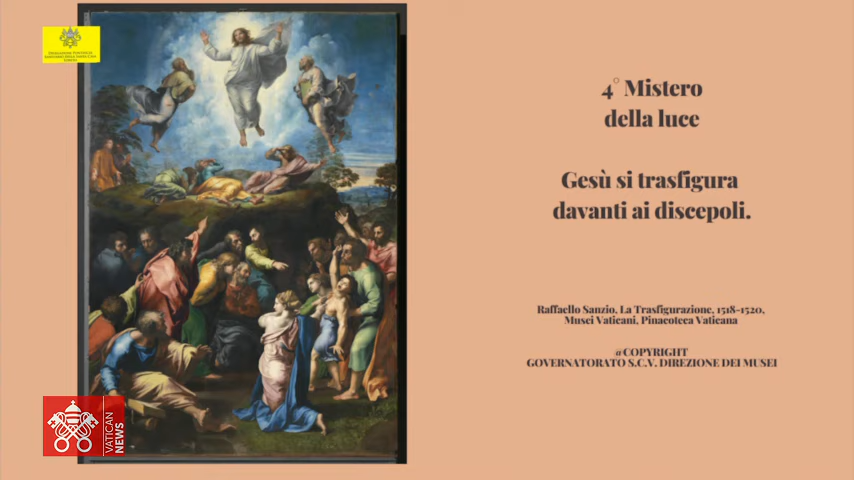 4° Mistero
della luce
Gesù si trasfigura
davanti ai discepoli.
Raffaello Sanzio, La Trasfigurazione, 1518-1520,
Musei Vaticani, Pinacoteca Vaticana
@COPYRIGHT
GOVERNATORATO S.C.V. DIREZIONE DEI MUSEI
VATICAN
NEWS